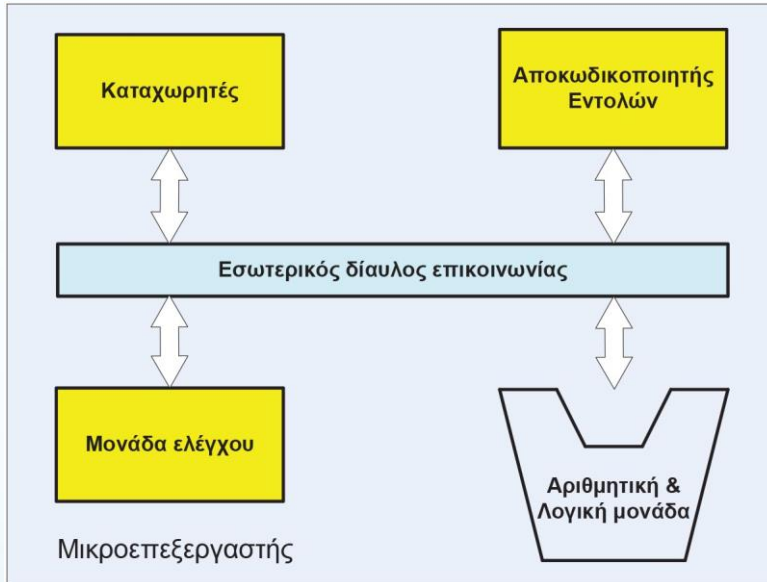 Καταχωρητές
Αποκωδικοποιητής
Εντολών
Εσωτερικός δίαυλος επικοινωνίας
Μονάδα ελέγχου
Αριθμητική &
Λογική μονάδα
Μικροεπεξεργαστής